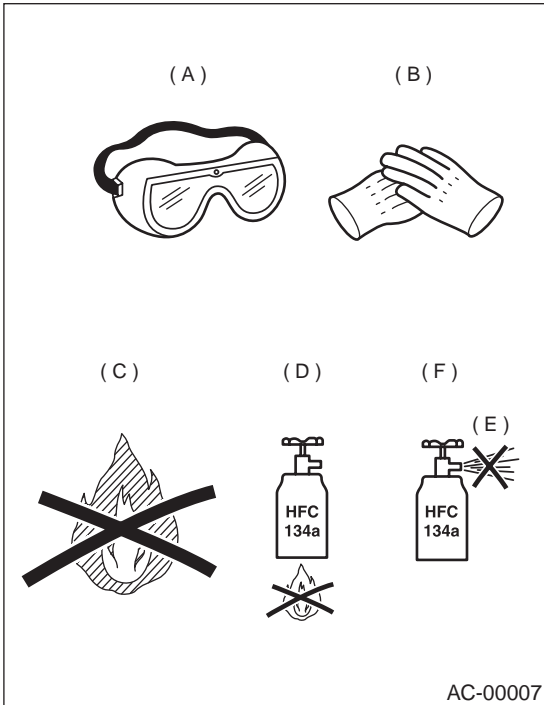 ( A )
( B )
( C )
( D )
( F )
( E )
HFC
134a
HFC
134a
AC-00007